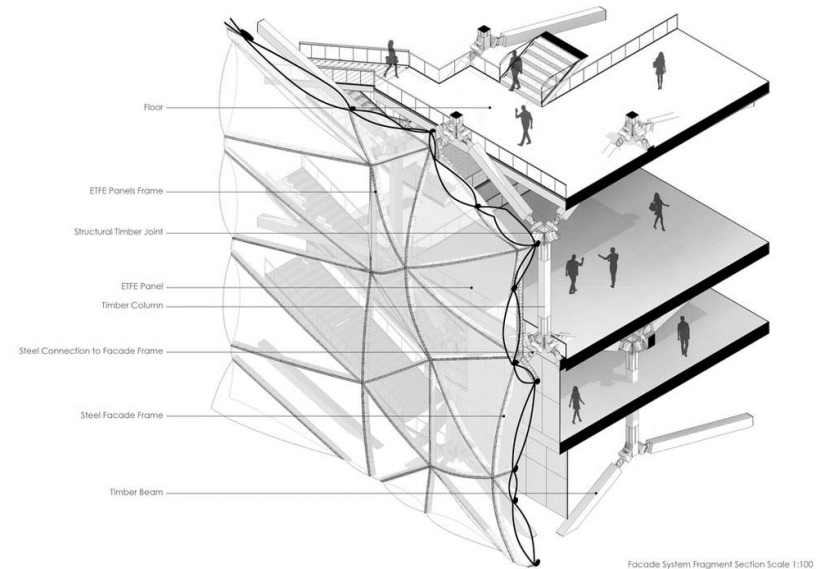 Floor
ETFE Panels Frame
Structural Timber Joint
ETFE Panel
Timber Column
Steel Connection to Facade Frame
Steel Facade Frame
Timber Beam
Facade System Fragment Section Scale 1:100